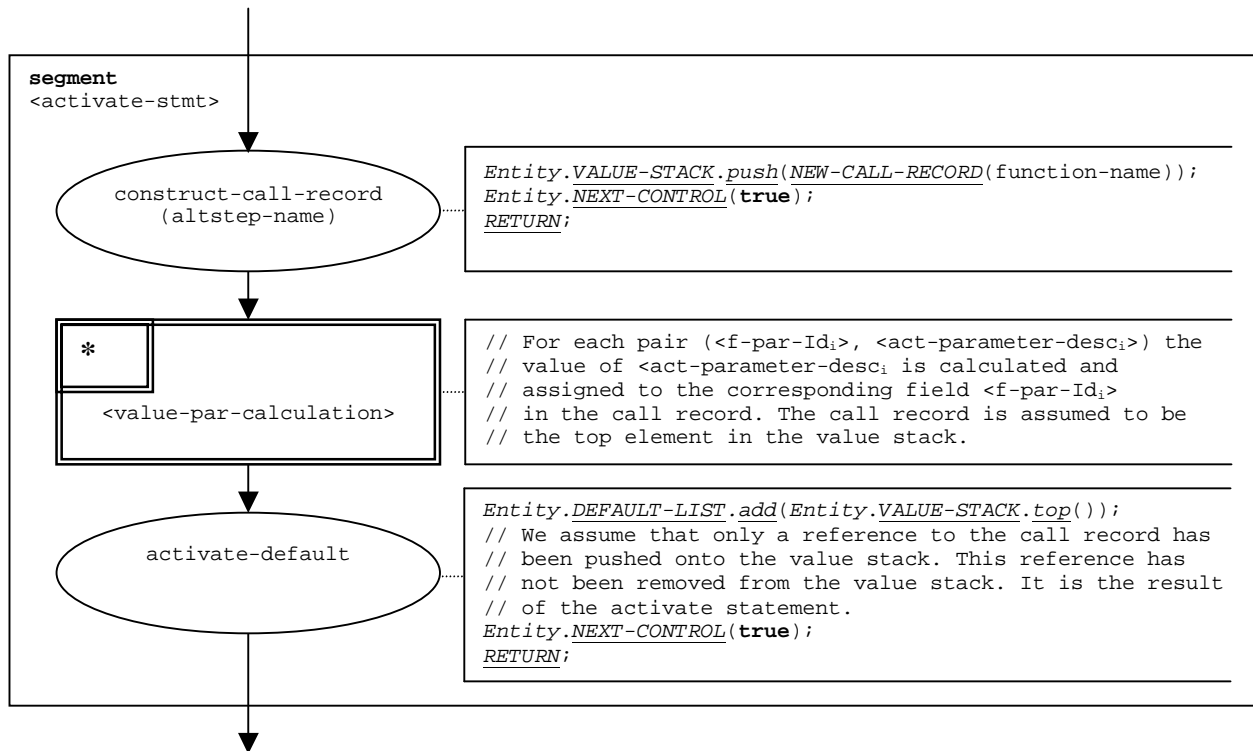 segment
<activate-stmt>
construct-call-record
(altstep-name)
Entity.VALUE-STACK.push(NEW-CALL-RECORD(function-name));
Entity.NEXT-CONTROL(true);
RETURN;
*
<value-par-calculation>
// For each pair (<f-par-Idi>, <act-parameter-desci>) the
// value of <act-parameter-desci is calculated and
// assigned to the corresponding field <f-par-Idi>
// in the call record. The call record is assumed to be
// the top element in the value stack.
activate-default
Entity.DEFAULT-LIST.add(Entity.VALUE-STACK.top());
// We assume that only a reference to the call record has
// been pushed onto the value stack. This reference has
// not been removed from the value stack. It is the result
// of the activate statement.
Entity.NEXT-CONTROL(true);
RETURN;